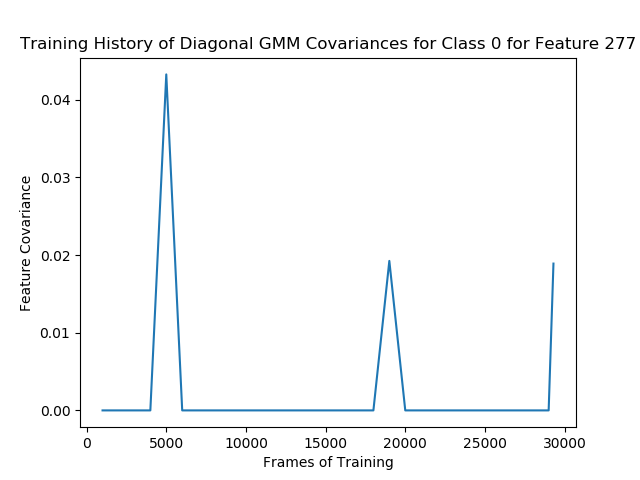 Training History of Diagonal GMM Covariances for Class 0 for Feature 277
0.04
0.03
0.02
0.01
0.00
Feature Covariance
0 5000 10000 15000 20000 25000 30000
Frames of Training